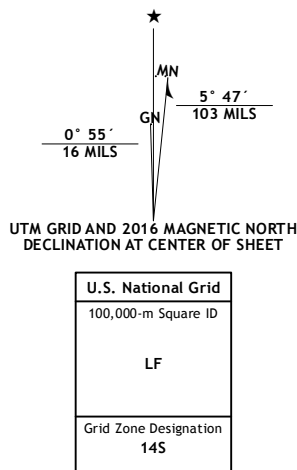 ★
MN
GN
5° 47´
103 MILS
0° 55´
16 MILS
UTM GRID AND 2016 MAGNETIC NORTH
DECLINATION AT CENTER OF SHEET
U.S. National Grid
100,000-m Square ID
LF
Grid Zone Designation
14S